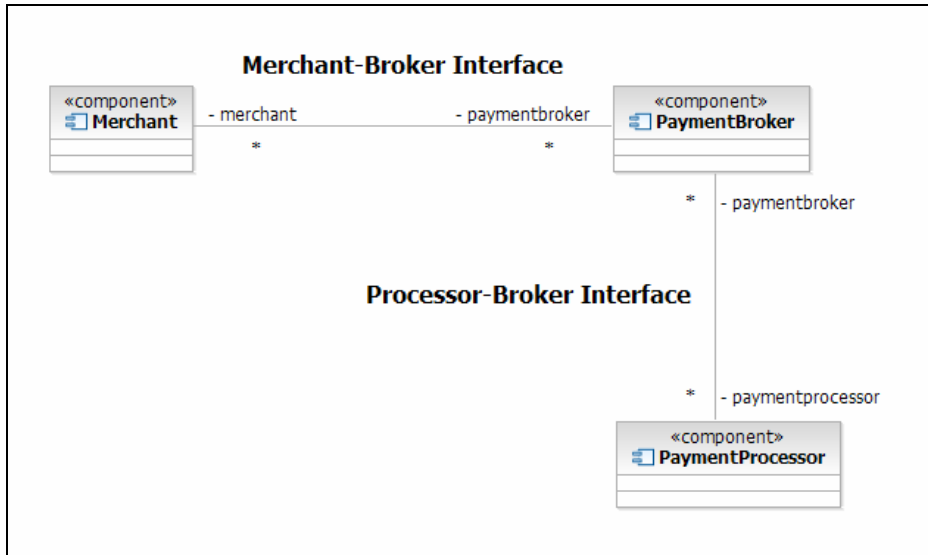 Merchant-Broker Interface
«component»
Merchant
- merchant
- paymentbroker
«component»
PaymentBroker
*
*
*
- paymentbroker
Processor-Broker Interface
*
- paymentprocessor
«component»
PaymentProcessor